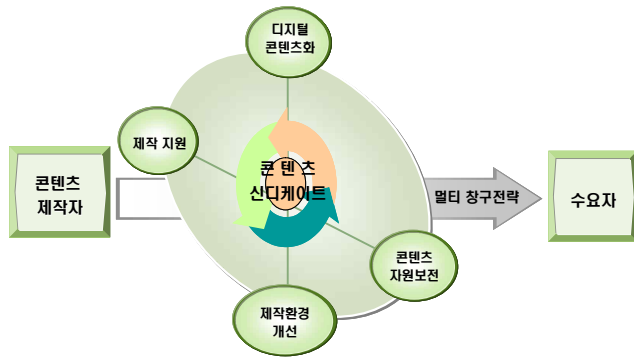 디지털
콘텐츠화
제작 지원
콘텐츠
제작자
콘 텐 츠
산디케이트
멀티 창구전략
수요자
콘텐츠
자원보전
제작환경
개선